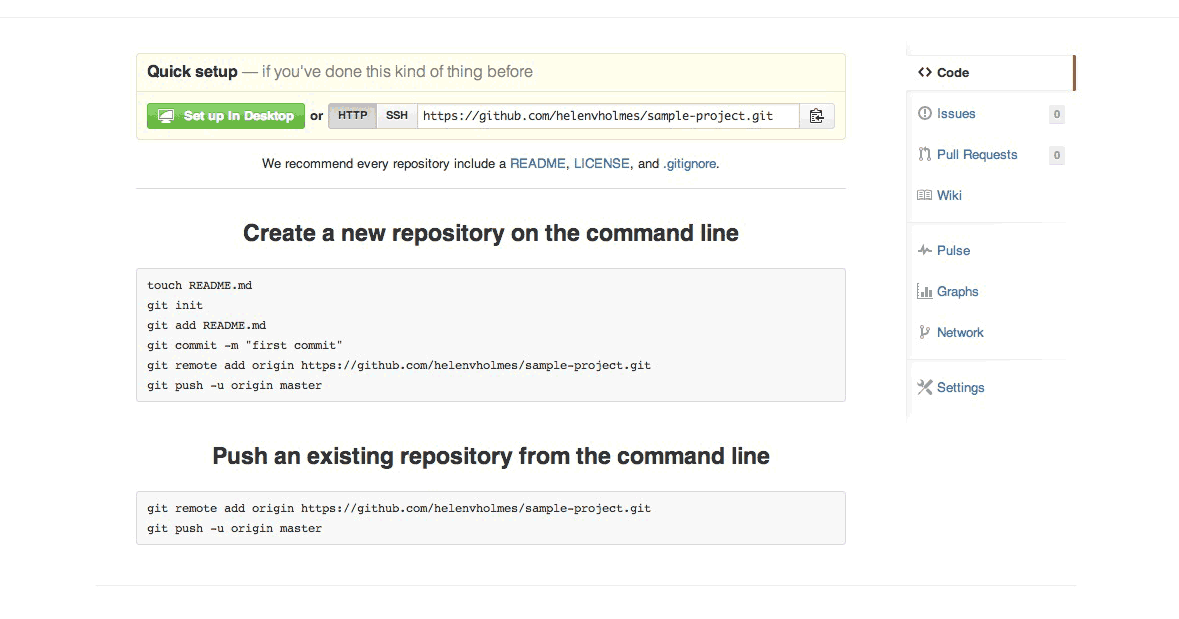 Quick setup — if you've done this kind of thing before
Set up in Desktop or HTTP SSH https://github.com/helenvholmes/sample-project.git
We recommend every repository include a README, LICENSE, and .gitignore.
Create a new repository on the command line
touch README.md
git init
git add README.md
git commit -m "first commit"
git remote add origin https://github.com/helenvholmes/sample-project.git
git push -u origin master
Push an existing repository from the command line
git remote add origin https://github.com/helenvholmes/sample-project.git
git push -u origin master
Code
Issues 0
Pull Requests 0
Wiki
Pulse
Graphs
Network
Settings